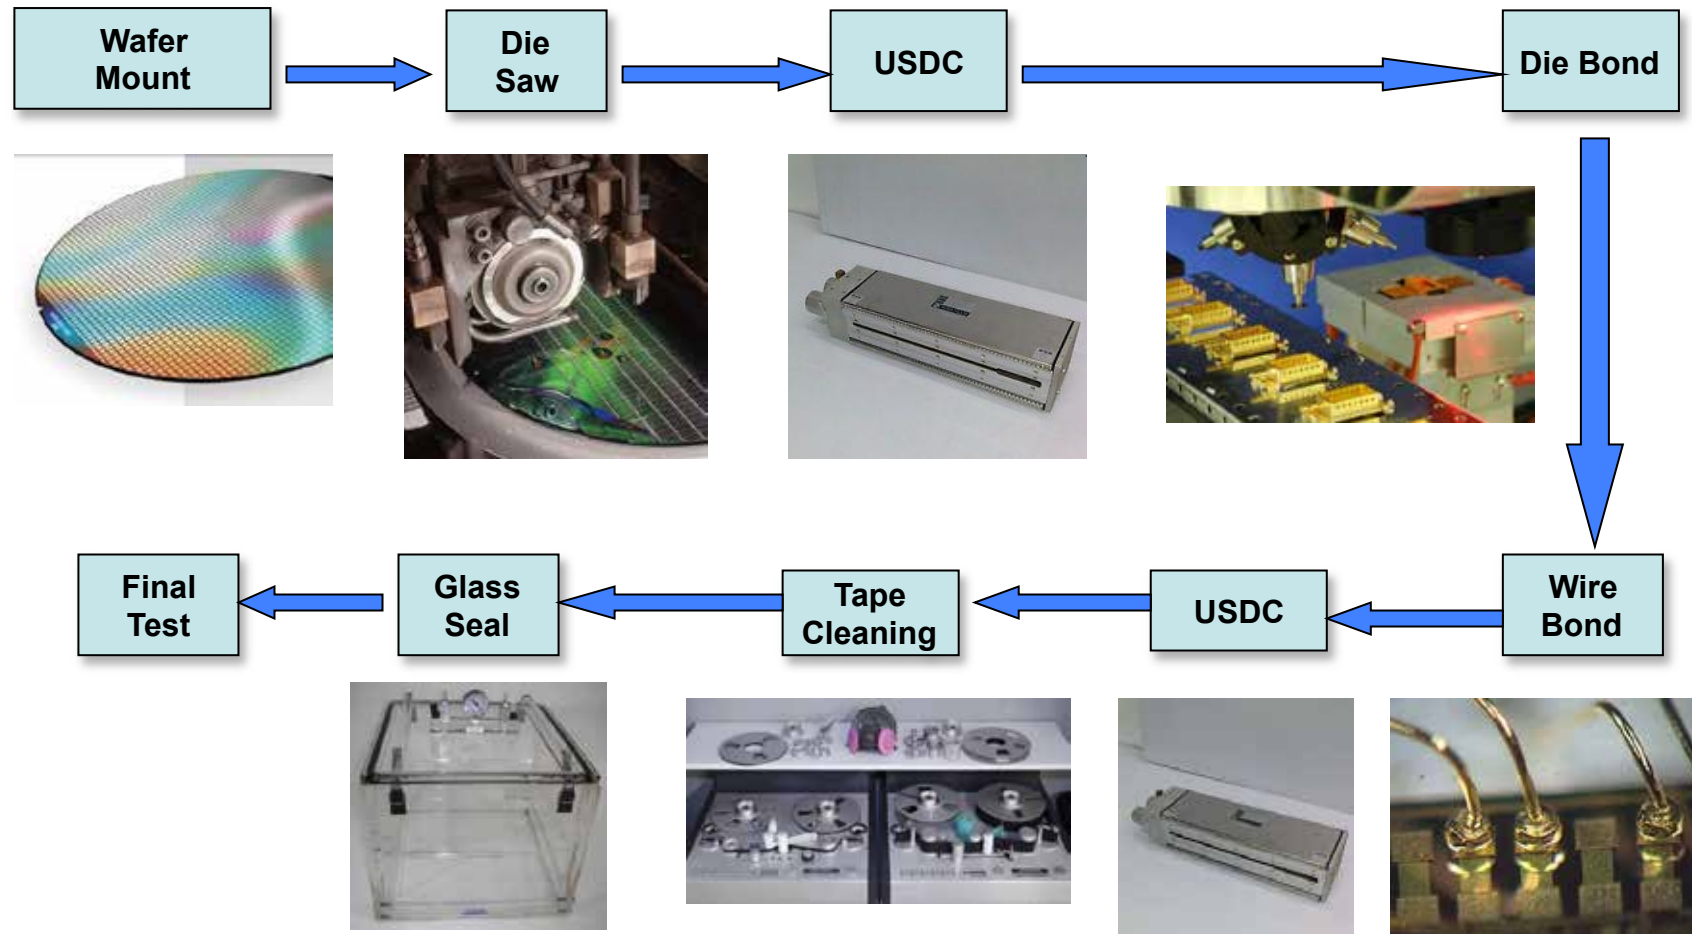 Wafer
Mount
Die
Saw
USDC
Die Bond
Final
Test
Glass
Seal
Tape
Cleaning
USDC
Wire
Bond